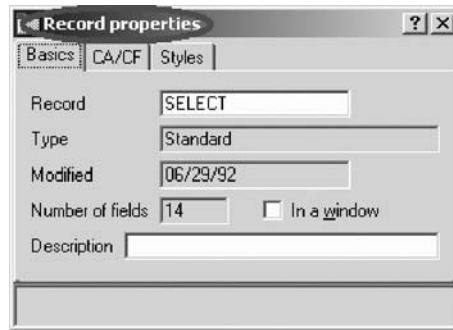 Record properties ? ×
Basics CA/CF Styles
Record SELECT
Type Standard
Modified 06/29/92
Number of fields 14 In a window
Description